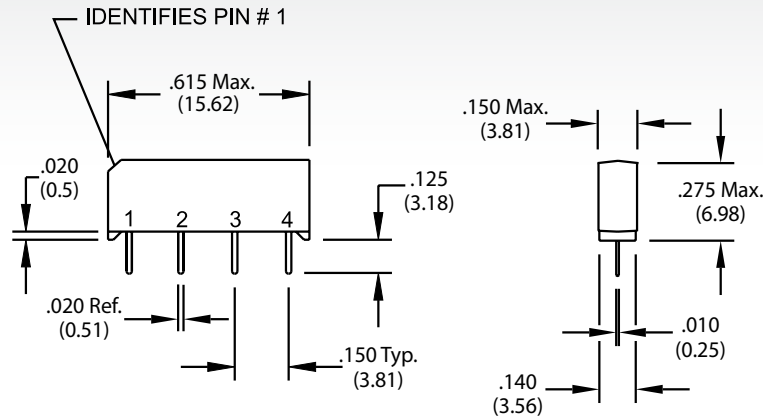 IDENTIFIES PIN # 1
.615 Max.
(15.62)
.020
(0.5)
1 2 3 4
.125
(3.18)
.020 Ref.
(0.51)
.150 Typ.
(3.81)
.150 Max.
(3.81)
.275 Max.
(6.98)
.010
(0.25)
.140
(3.56)